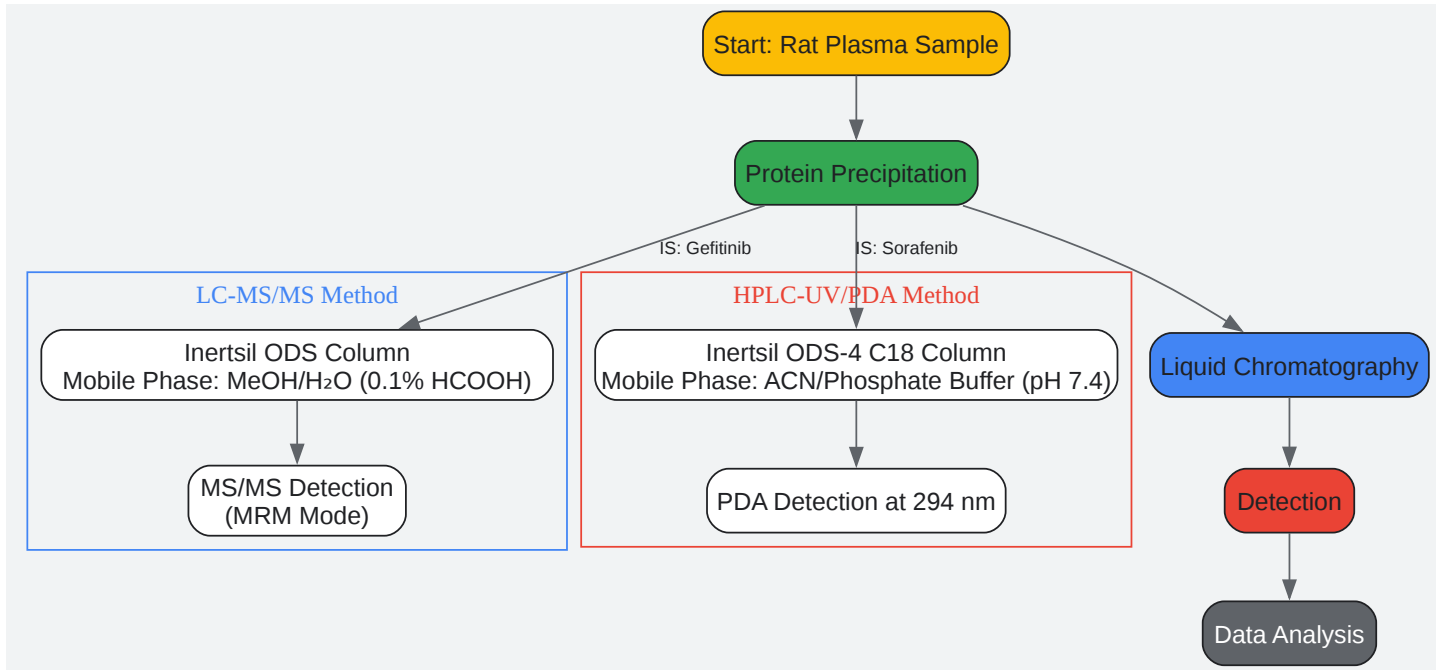 Start: Rat Plasma Sample
Protein Precipitation
IS: Gefitinib
IS: Sorafenib
LC-MS/MS Method
HPLC-UV/PDA Method
Inertsil ODS Column
Mobile Phase: MeOH/H₂O (0.1% HCOOH)
Inertsil ODS-4 C18 Column
Mobile Phase: ACN/Phosphate Buffer (pH 7.4)
Liquid Chromatography
MS/MS Detection
(MRM Mode)
PDA Detection at 294 nm
Detection
Data Analysis